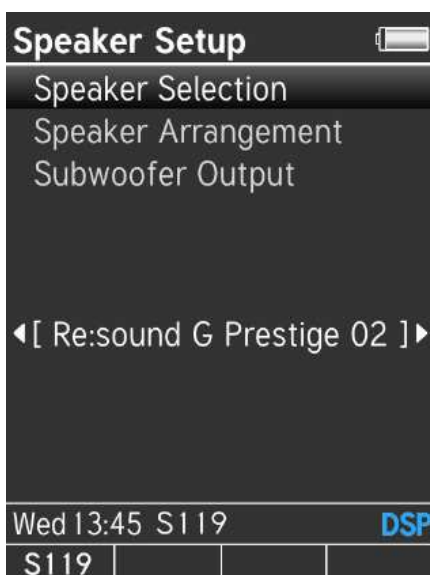 Speaker Setup
Speaker Selection
Speaker Arrangement
Subwoofer Output
[ Re:sound G Prestige 02 ]
Wed 13:45 S119 DSP
S119